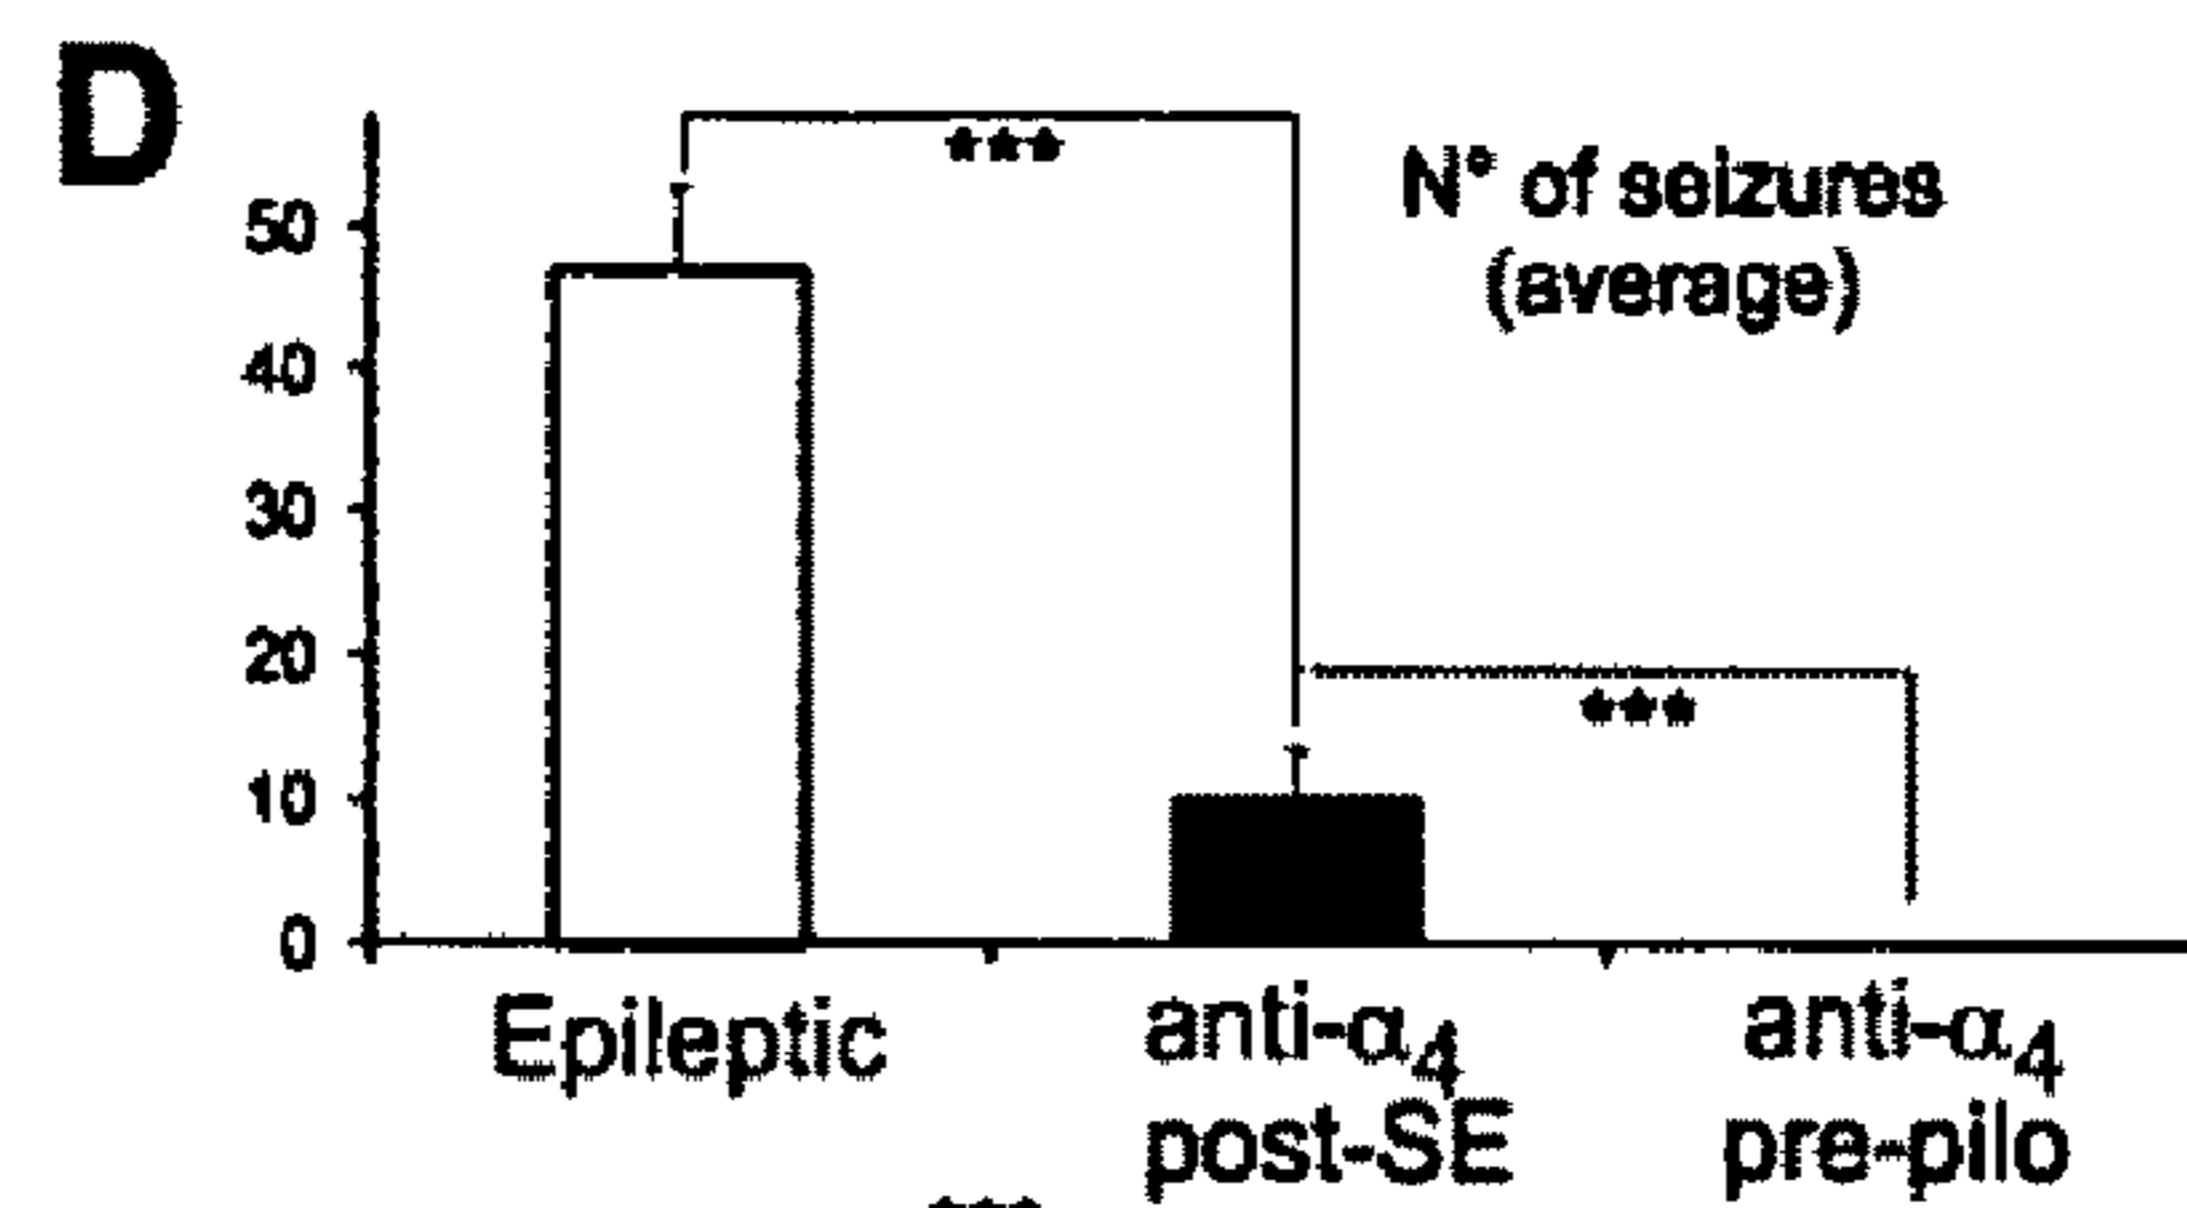 D
***
N° of seizures
(average)
50
40
30
20
***
10
0
Epileptic
anti-α4
post-SE
anti-α4
pre-pilo
***